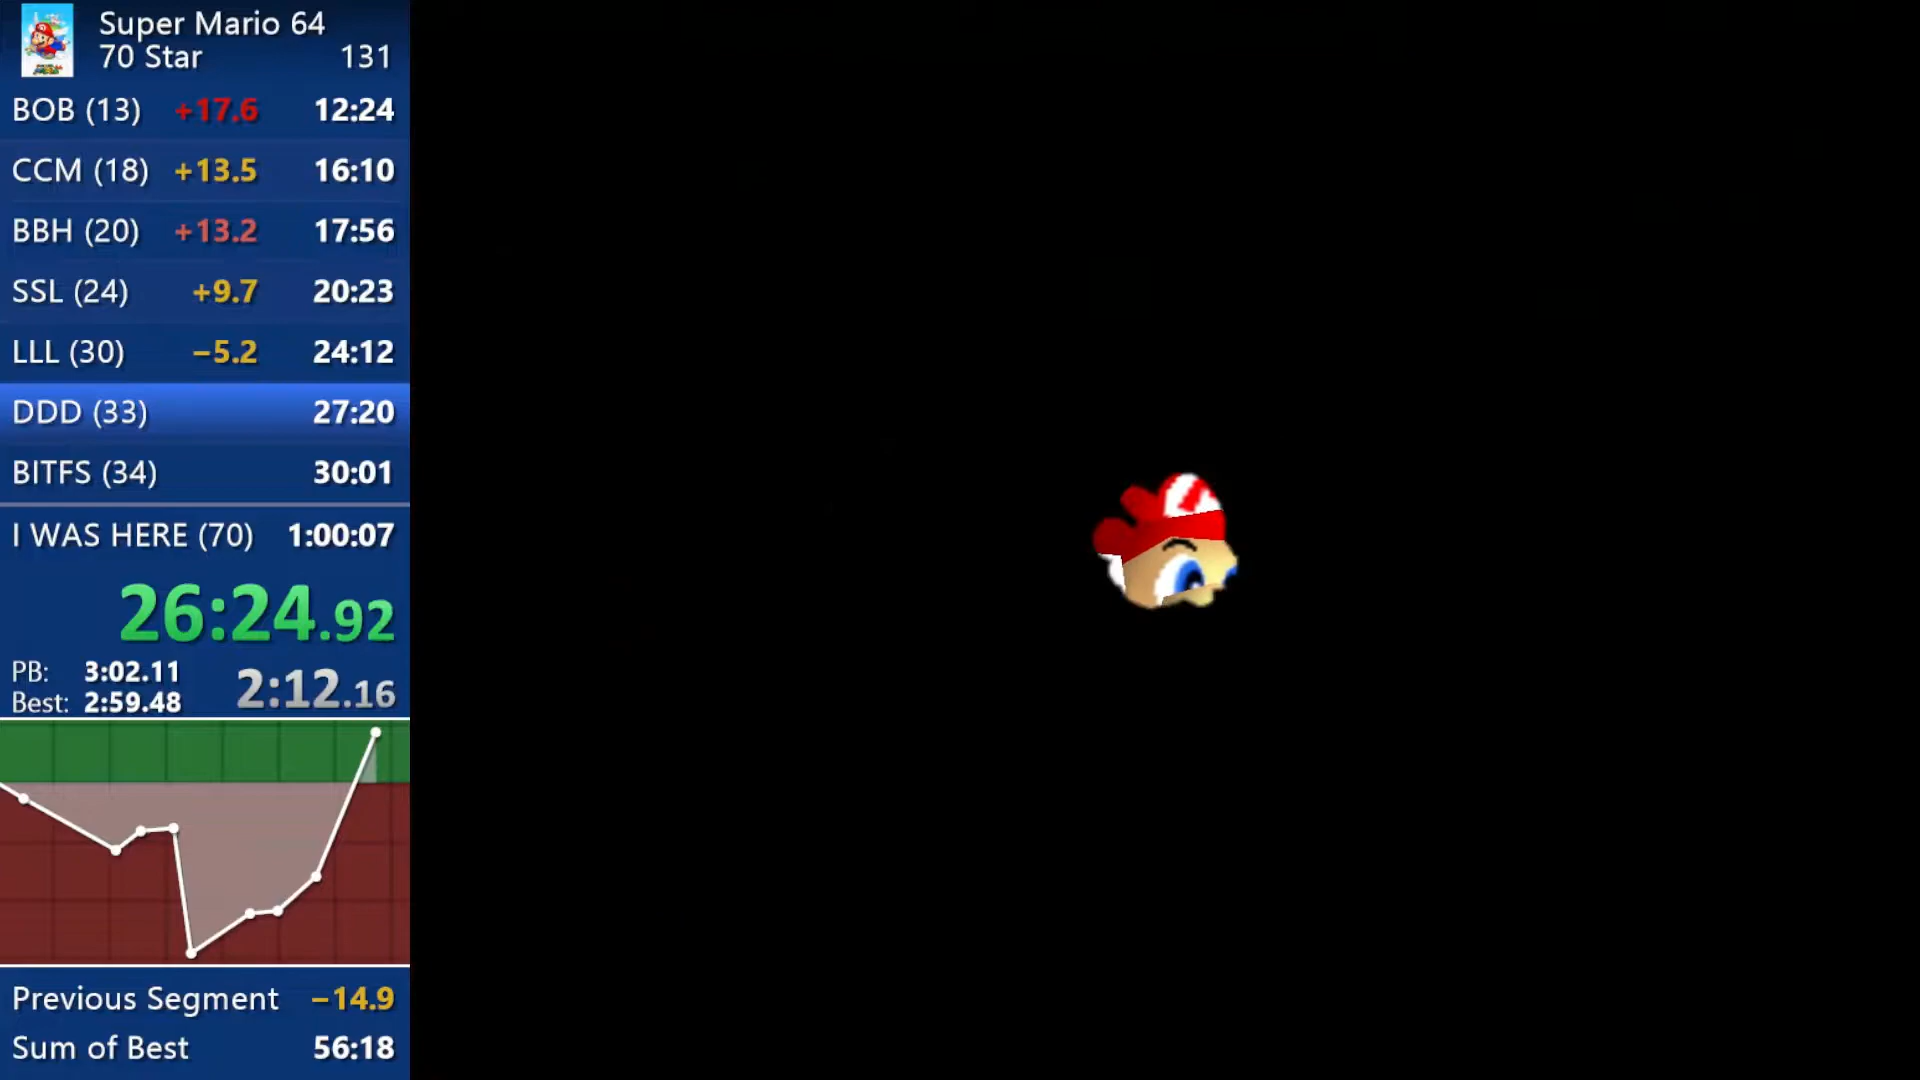 Super Mario 64
70 Star 131
BOB (13) +17.6 12:24
CCM (18) +13.5 16:10
BBH (20) +13.2 17:56
SSL (24) +9.7 20:23
LLL (30) −5.2 24:12
DDD (33) 27:20
BITFS (34) 30:01
I WAS HERE (70) 1:00:07
26:24.92
PB: 3:02.11
2:12.16
Best: 2:59.48
Previous Segment −14.9
Sum of Best 56:18